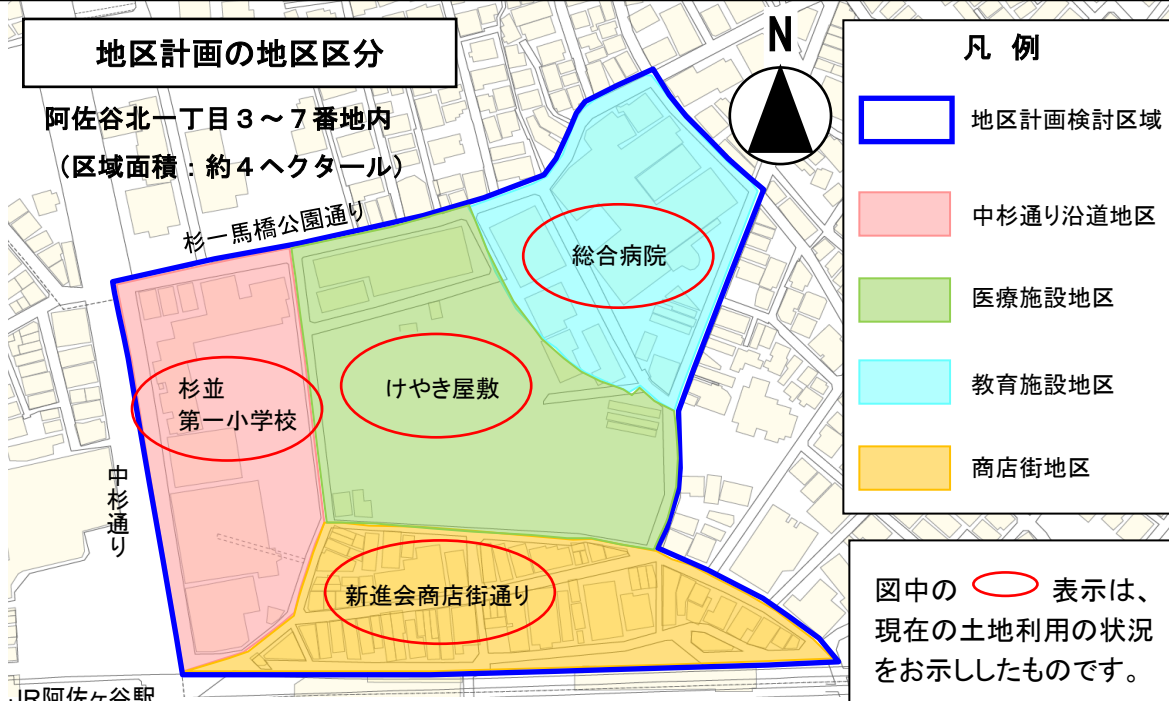 地区計画の地区区分
阿佐谷北一丁目3~7番地内
(区域面積:約4ヘクタール)
N
凡 例
地区計画検討区域
中杉通り沿道地区
医療施設地区
教育施設地区
商店街地区
杉一馬橋公園通り
総合病院
杉並
第一小学校
けやき屋敷
中杉通り
新進会商店街通り
JR阿佐ヶ谷駅
図中の 表示は、
現在の土地利用の状況
をお示ししたものです。